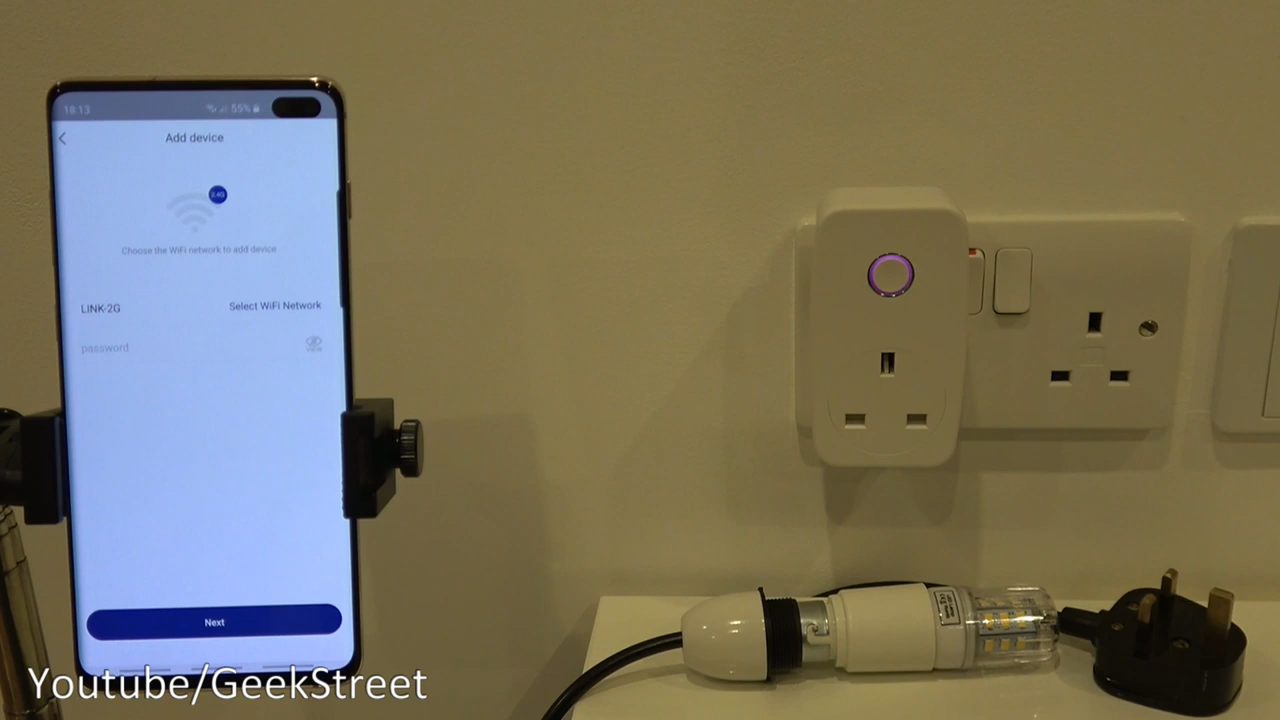 18:13
55%
Add device
2.4G
Choose the WiFi network to add device
LINK-2G
Select WiFi Network
password
VIEW
Next
Youtube/GeekStreet